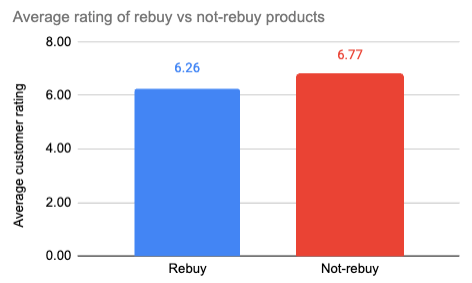 Average rating of rebuy vs not-rebuy products
Average customer rating
8.00
6.00
4.00
2.00
0.00
6.26
6.77
Rebuy
Not-rebuy